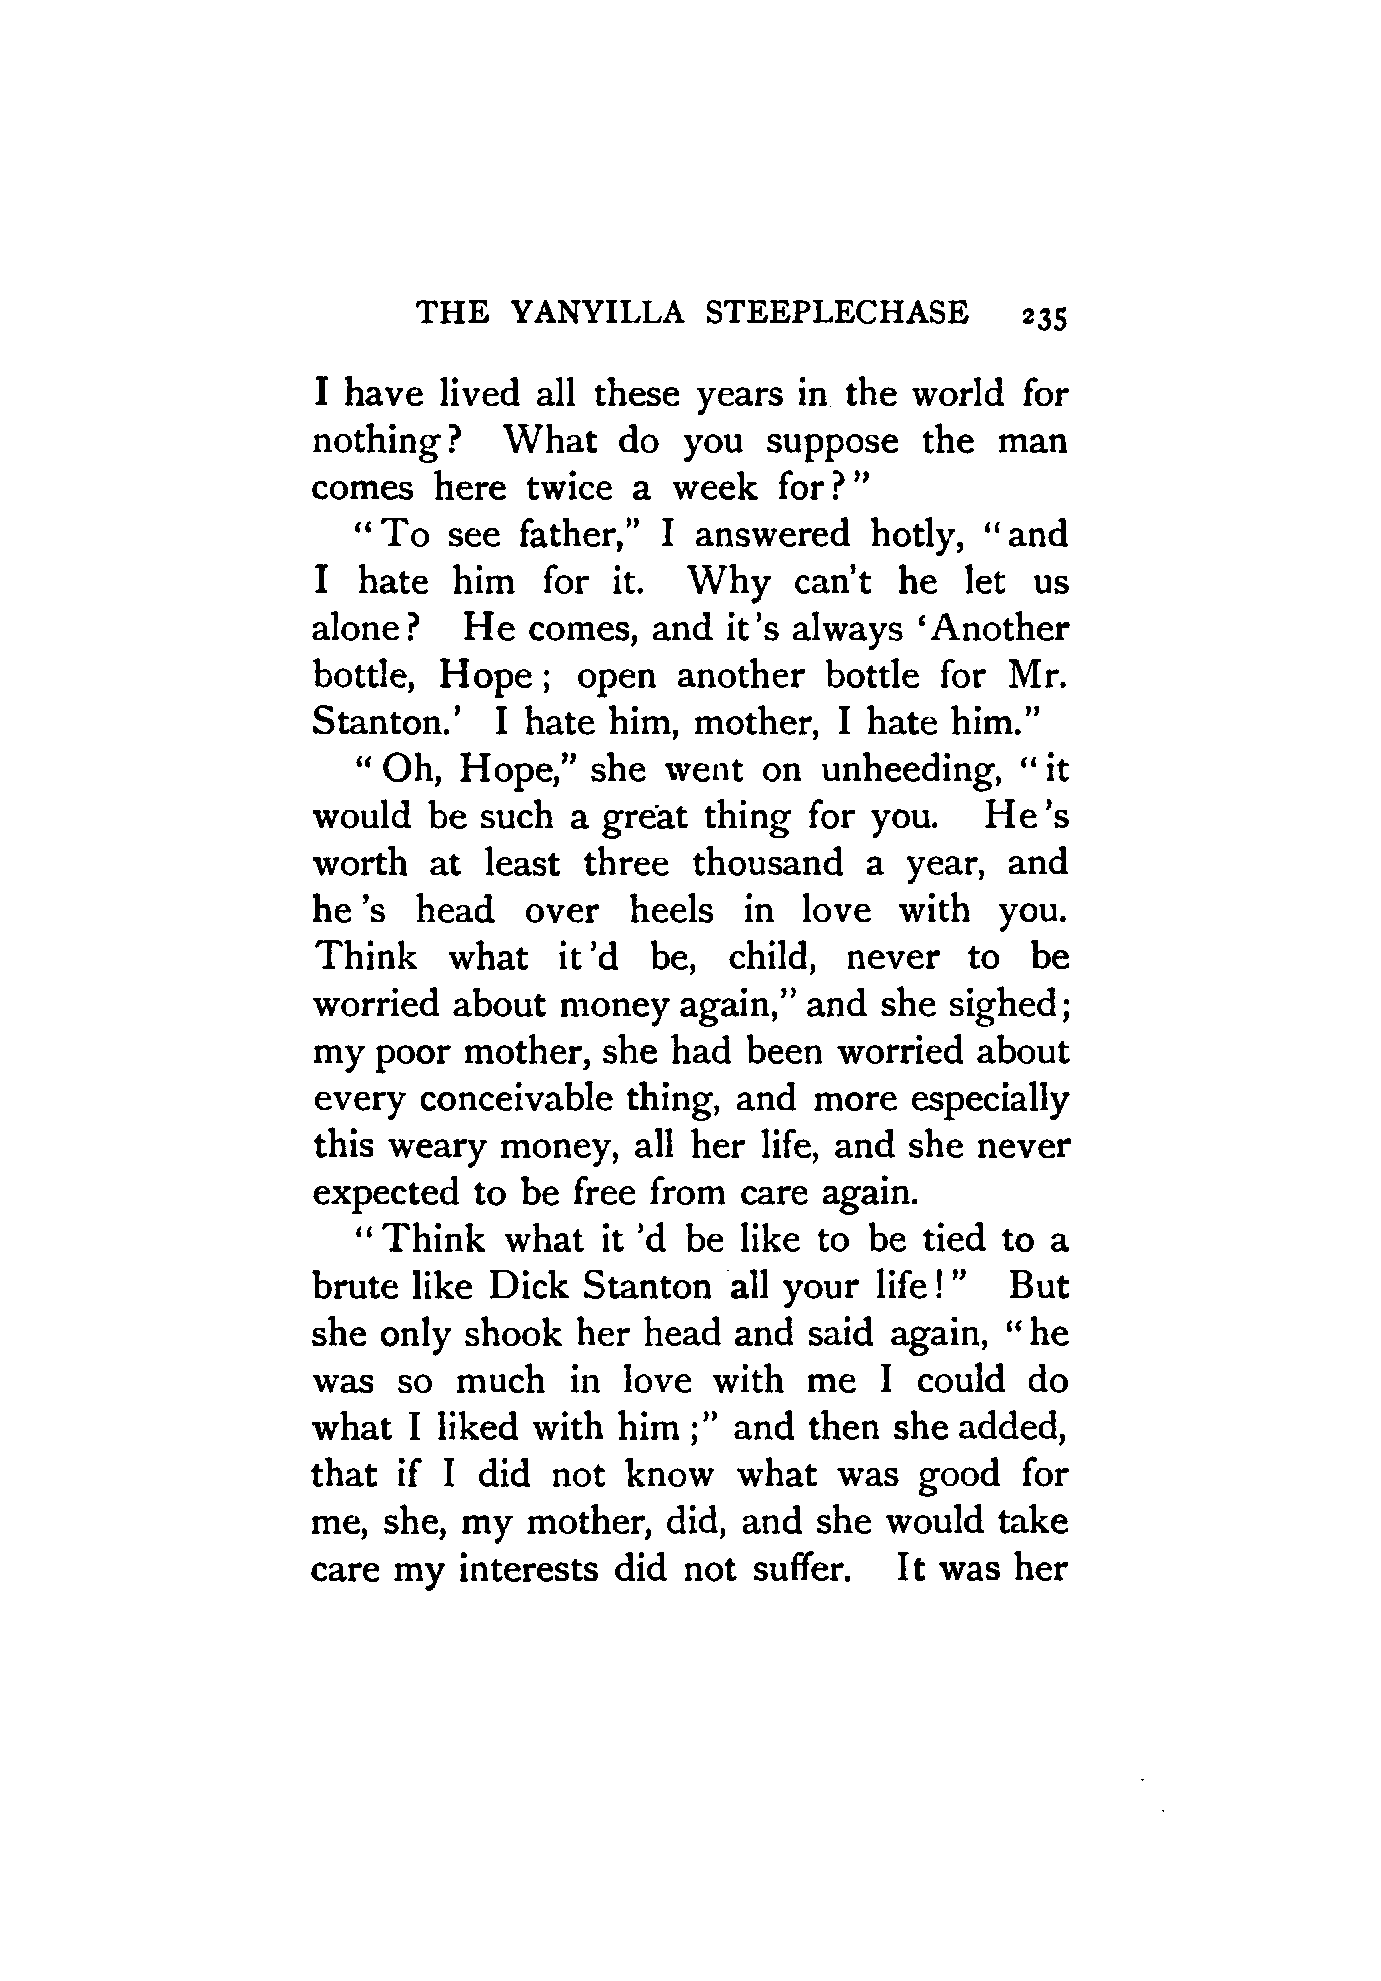 THE YANYILLA STEEPLECHASE 235
I have lived all these years in the world for
nothing? What do you suppose the man
comes here twice a week for?"
"To see father," I answered hotly, "and
I hate him for it. Why can't he let us
alone? He comes, and it's always 'Another
bottle, Hope; open another bottle for Mr.
Stanton.' I hate him, mother, I hate him."
"Oh, Hope," she went on unheeding, "it
would be such a great thing for you. He's
worth at least three thousand a year, and
he's head over heels in love with you.
Think what it'd be, child, never to be
worried about money again," and she sighed;
my poor mother, she had been worried about
every conceivable thing, and more especially
this weary money, all her life, and she never
expected to be free from care again.
"Think what it'd be like to be tied to a
brute like Dick Stanton all your life!" But
she only shook her head and said again, "he
was so much in love with me I could do
what I liked with him;" and then she added,
that if I did not know what was good for
me, she, my mother, did, and she would take
care my interests did not suffer. It was her